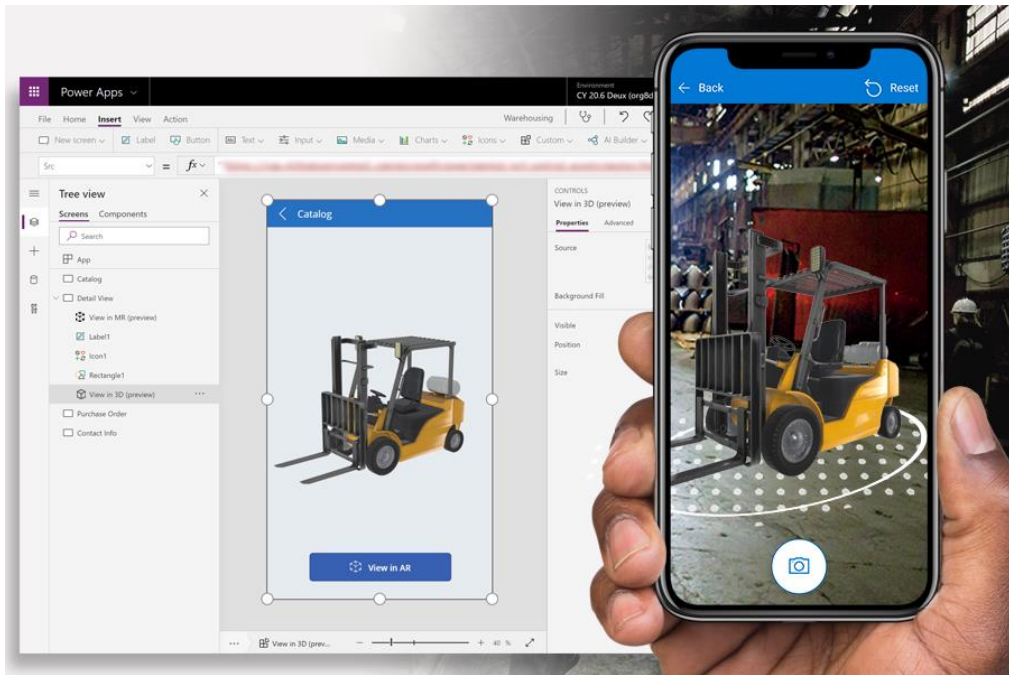 Power Apps
Environment
CY 20.6 Deux (org8d
File Home Insert View Action
Warehousing
New screen Label Button Text Input Media Charts Icons Custom AI Builder
Src = fx
Tree view
Screens Components
Search
App
Catalog
Detail View
View in MR (preview)
Label1
Icon1
Rectangle1
View in 3D (preview) ...
Purchase Order
Contact Info
Catalog
View in AR
... View in 3D (prev... − + 40 %
CONTROLS
View in 3D (preview)
Properties Advanced
Source
Background Fill
Visible
Position
Size
Back Reset